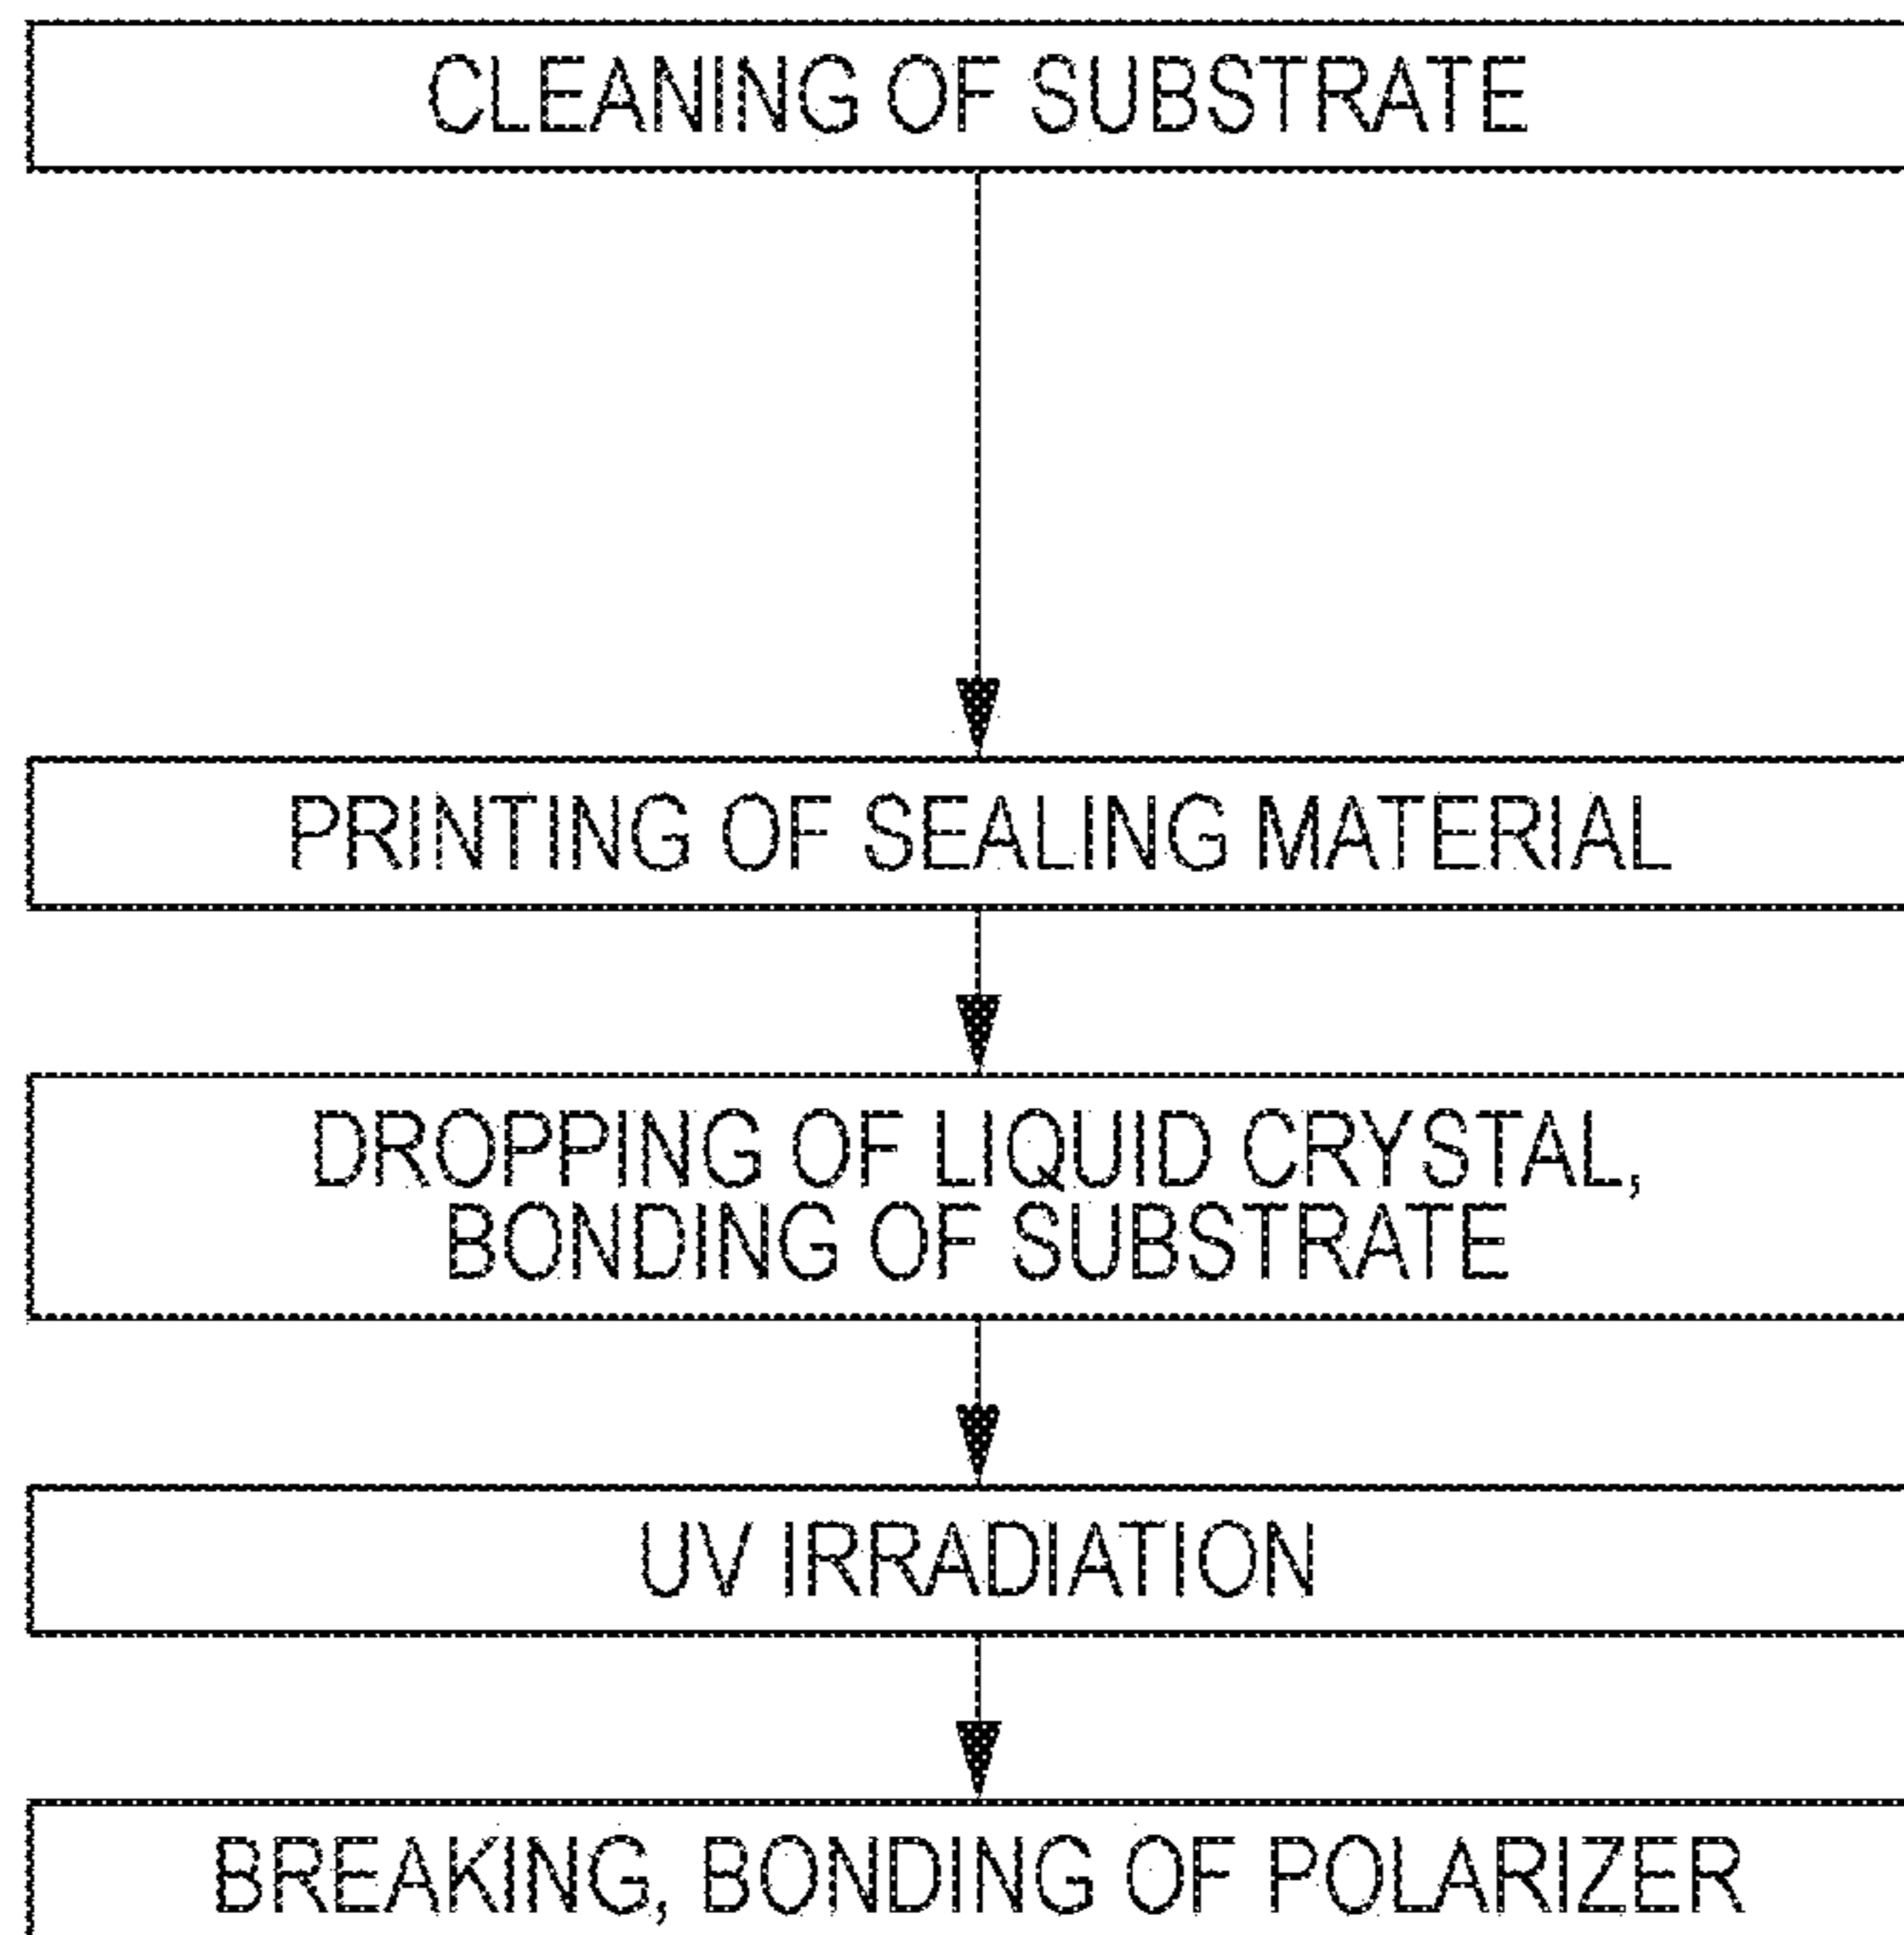 CLEANING OF SUBSTRATE
PRINTING OF SEALING MATERIAL
DROPPING OF LIQUID CRYSTAL,
BONDING OF SUBSTRATE
UV IRRADIATION
BREAKING, BONDING OF POLARIZER